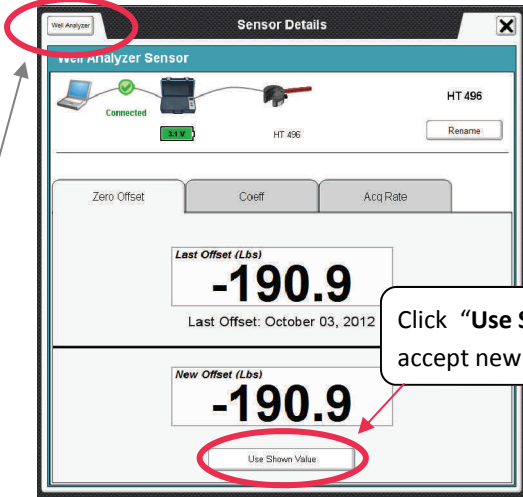 Well Analyzer
Sensor Details
X
Well Analyzer Sensor
Connected
3.1 V
HT 496
HT 496
Rename
Zero Offset
Coeff
Acq Rate
Last Offset (Lbs)
-190.9
Last Offset: October 03, 2012
Click "Use S
accept new
New Offset (Lbs)
-190.9
Use Shown Value